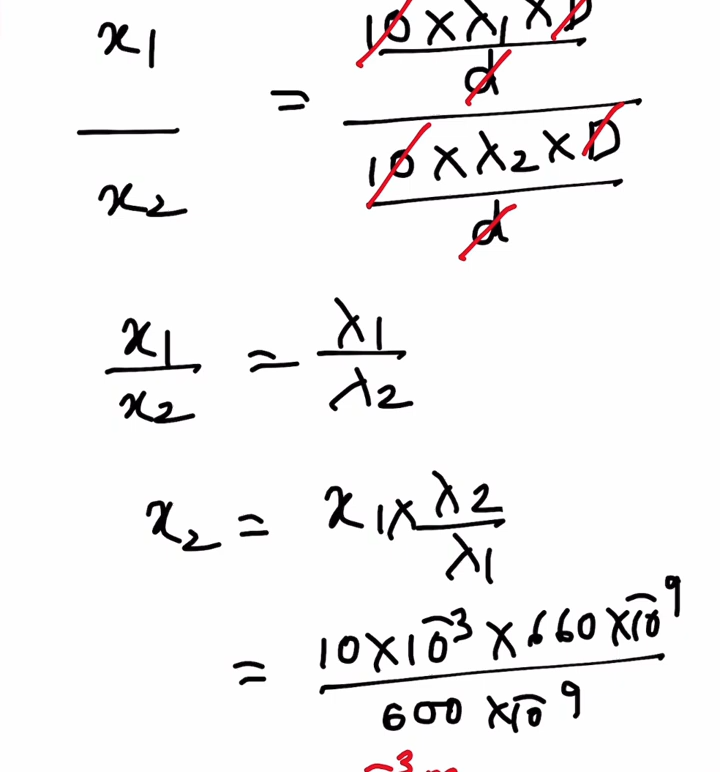 x₁ / x₂ = (10 × λ₁ × D / d) / (10 × λ₂ × D / d)
x₁ / x₂ = λ₁ / λ₂
x₂ = x₁ × λ₂ / λ₁
= 10 × 10⁻³ × 660 × 10⁻⁹ / 600 × 10⁻⁹